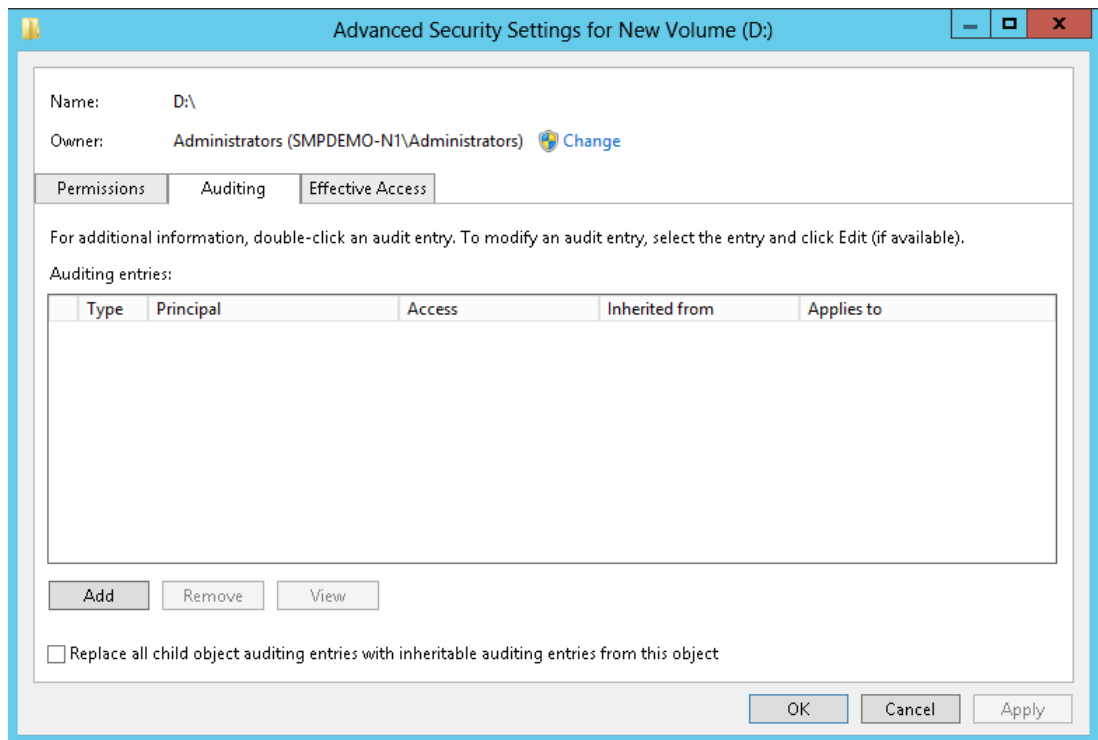 Advanced Security Settings for New Volume (D:)
Name: D:\
Owner: Administrators (SMPDEMO-N1\Administrators) Change
Permissions Auditing Effective Access
For additional information, double-click an audit entry. To modify an audit entry, select the entry and click Edit (if available).
Auditing entries:
Type Principal Access Inherited from Applies to
Add Remove View
Replace all child object auditing entries with inheritable auditing entries from this object
OK Cancel Apply